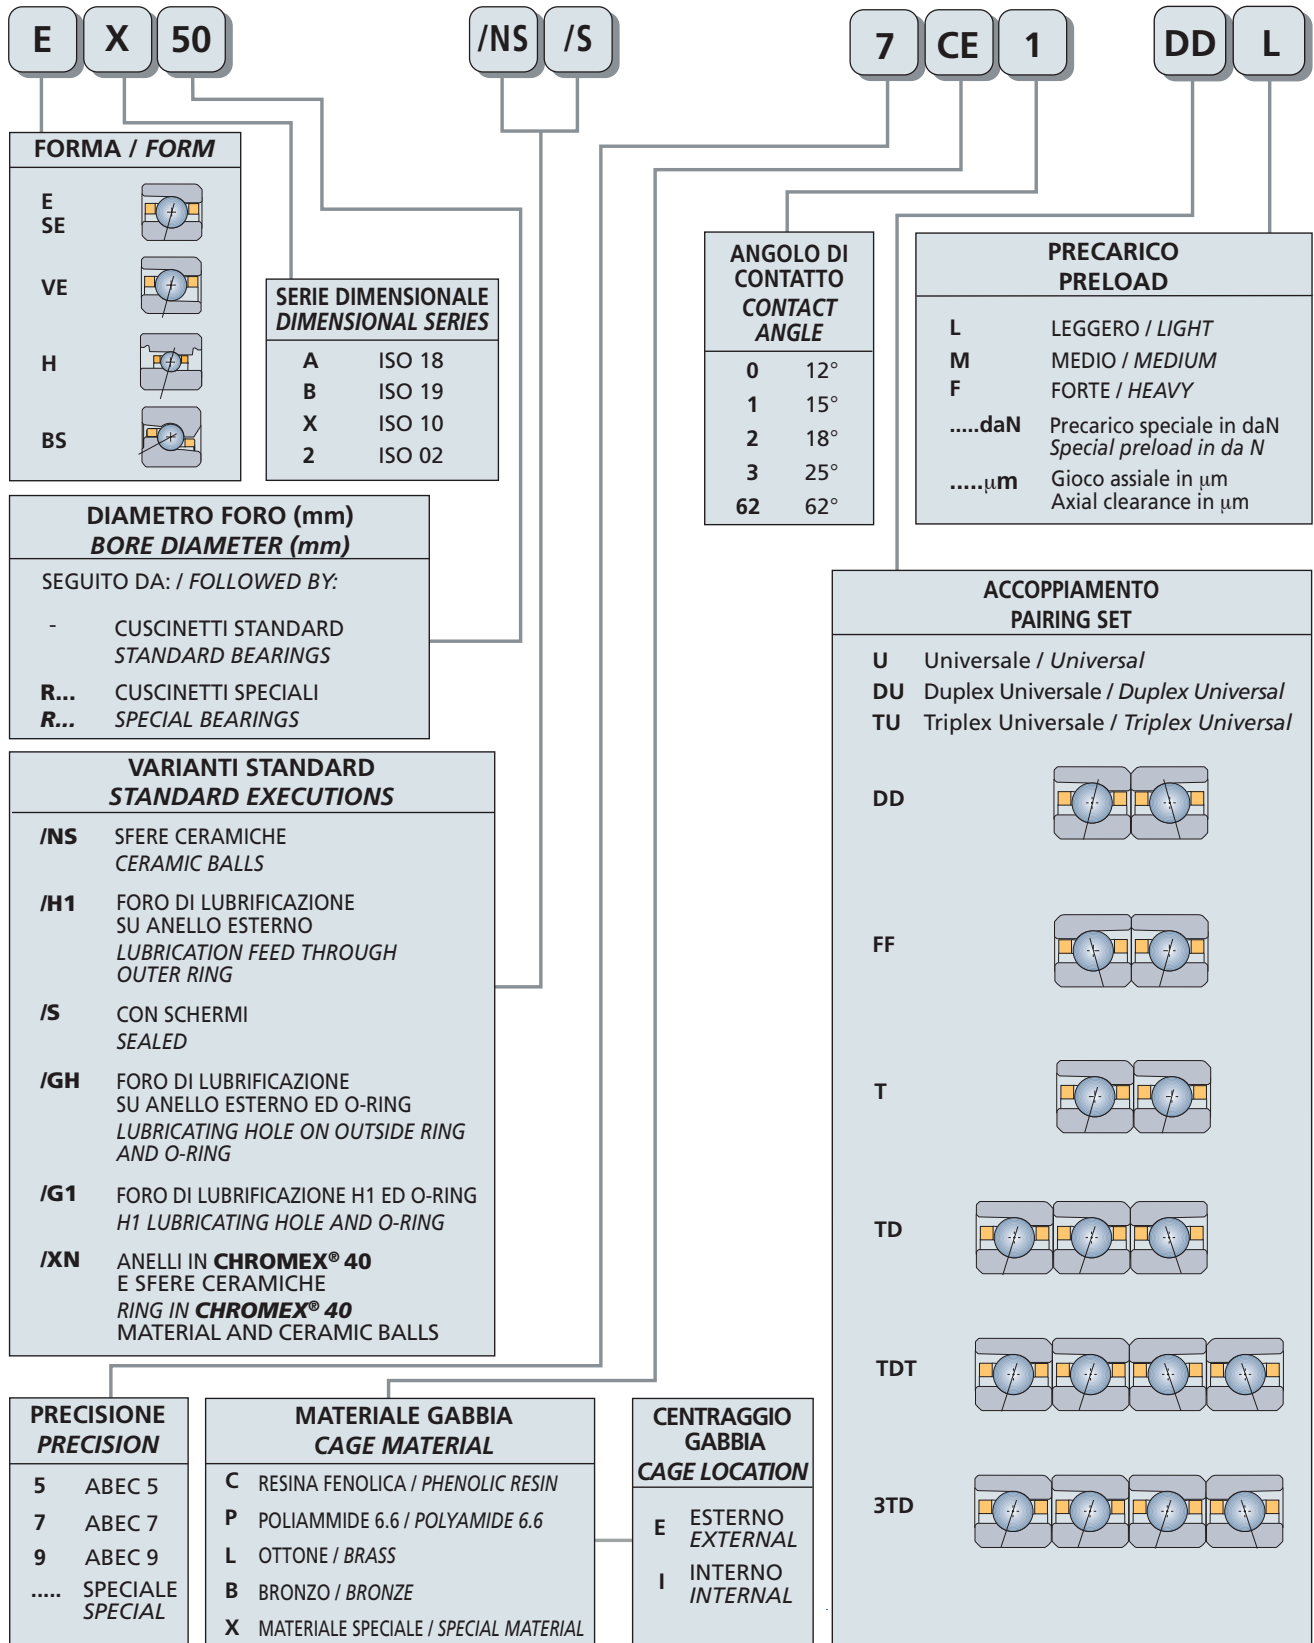 E X 50 /NS /S 7 CE 1 DD L
FORMA / FORM
E
SE
VE
H
BS
SERIE DIMENSIONALE
DIMENSIONAL SERIES
A ISO 18
B ISO 19
X ISO 10
2 ISO 02
ANGOLO DI
CONTATTO
CONTACT
ANGLE
0 12°
1 15°
2 18°
3 25°
62 62°
PRECARICO
PRELOAD
L LEGGERO / LIGHT
M MEDIO / MEDIUM
F FORTE / HEAVY
.....daN Precarico speciale in daN
Special preload in da N
.....μm Gioco assiale in μm
Axial clearance in μm
DIAMETRO FORO (mm)
BORE DIAMETER (mm)
SEGUITO DA: / FOLLOWED BY:
- CUSCINETTI STANDARD
STANDARD BEARINGS
R... CUSCINETTI SPECIALI
R... SPECIAL BEARINGS
VARIANTI STANDARD
STANDARD EXECUTIONS
/NS SFERE CERAMICHE
CERAMIC BALLS
/H1 FORO DI LUBRIFICAZIONE
SU ANELLO ESTERNO
LUBRICATION FEED THROUGH
OUTER RING
/S CON SCHERMI
SEALED
/GH FORO DI LUBRIFICAZIONE
SU ANELLO ESTERNO ED O-RING
LUBRICATING HOLE ON OUTSIDE RING
AND O-RING
/G1 FORO DI LUBRIFICAZIONE H1 ED O-RING
H1 LUBRICATING HOLE AND O-RING
/XN ANELLI IN CHROMEX® 40
E SFERE CERAMICHE
RING IN CHROMEX® 40
MATERIAL AND CERAMIC BALLS
ACCOPPIAMENTO
PAIRING SET
U Universale / Universal
DU Duplex Universale / Duplex Universal
TU Triplex Universale / Triplex Universal
DD
FF
T
TD
TDT
3TD
PRECISIONE
PRECISION
5 ABEC 5
7 ABEC 7
9 ABEC 9
..... SPECIALE
SPECIAL
MATERIALE GABBIA
CAGE MATERIAL
C RESINA FENOLICA / PHENOLIC RESIN
P POLIAMMIDE 6.6 / POLYAMIDE 6.6
L OTTONE / BRASS
B BRONZO / BRONZE
X MATERIALE SPECIALE / SPECIAL MATERIAL
CENTRAGGIO
GABBIA
CAGE LOCATION
E ESTERNO
EXTERNAL
I INTERNO
INTERNAL